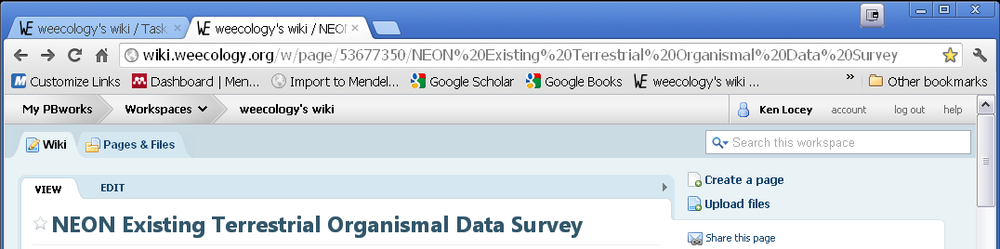 WE weecology's wiki / Task × WE weecology's wiki / NEO ×
wiki.weecology.org/w/page/53677350/NEON%20Existing%20Terrestrial%20Organismal%20Data%20Survey
Customize Links Dashboard | Men... Import to Mendel... Google Scholar Google Books WE weecology's wiki ... » Other bookmarks
My PBworks Workspaces weecology's wiki Ken Locey account log out help
Wiki Pages & Files Search this workspace
VIEW EDIT Create a page
Upload files
NEON Existing Terrestrial Organismal Data Survey
Share this page